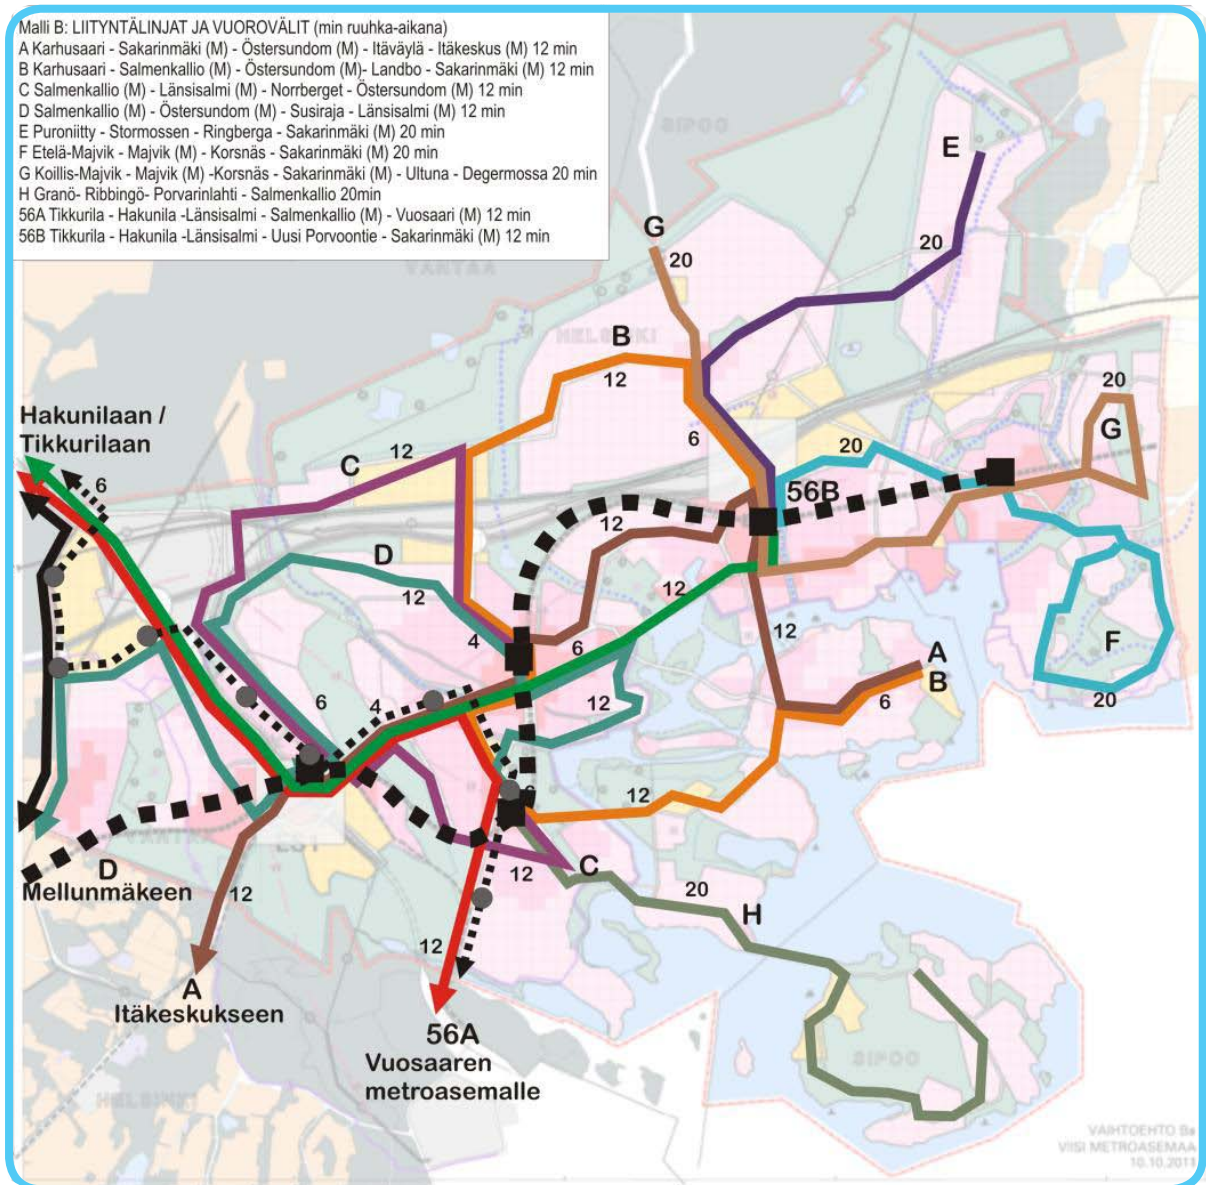 Malli B: LIITYNTÄLINJAT JA VUOROVÄLIT (min ruuhka-aikana)
A Karhusaari - Sakarinmäki (M) - Östersundom (M) - Itäväylä - Itäkeskus (M) 12 min
B Karhusaari - Salmenkallio (M) - Östersundom (M)- Landbo - Sakarinmäki (M) 12 min
C Salmenkallio (M) - Länsisalmi (M) - Norrberget - Östersundom (M) 12 min
D Salmenkallio (M) - Östersundom (M) - Susiraja - Länsisalmi (M) 12 min
E Puroniitty - Stormossen - Ringberga - Sakarinmäki (M) 20 min
F Etelä-Majvik - Majvik (M) - Korsnäs - Sakarinmäki (M) 20 min
G Koillis-Majvik - Majvik (M) -Korsnäs - Sakarinmäki (M) - Ultuna - Degermossa 20 min
H Granö- Ribbingö- Porvarinlahti - Salmenkallio 20min
56A Tikkurila - Hakunila -Länsisalmi - Salmenkallio (M) - Vuosaari (M) 12 min
56B Tikkurila - Hakunila -Länsisalmi - Uusi Porvoontie - Sakarinmäki (M) 12 min
SIPOO
E
G
20
20
VANTAA
HELSINKI
B
12
20
G
Hakunilaan /
Tikkurilaan
C
12
6
20
6
56B
12
D
12
12
4
6
12
A
B
6
F
20
6
4
12
12
VANTAA
D
Mellunmäkeen
12
12
C
20
H
12
A
Itäkeskukseen
56A
Vuosaaren
metroasemalle
SIPOO
HELSINKI
VAIHTOEHTO Ba
VIISI METROASEMAA
10.10.2011